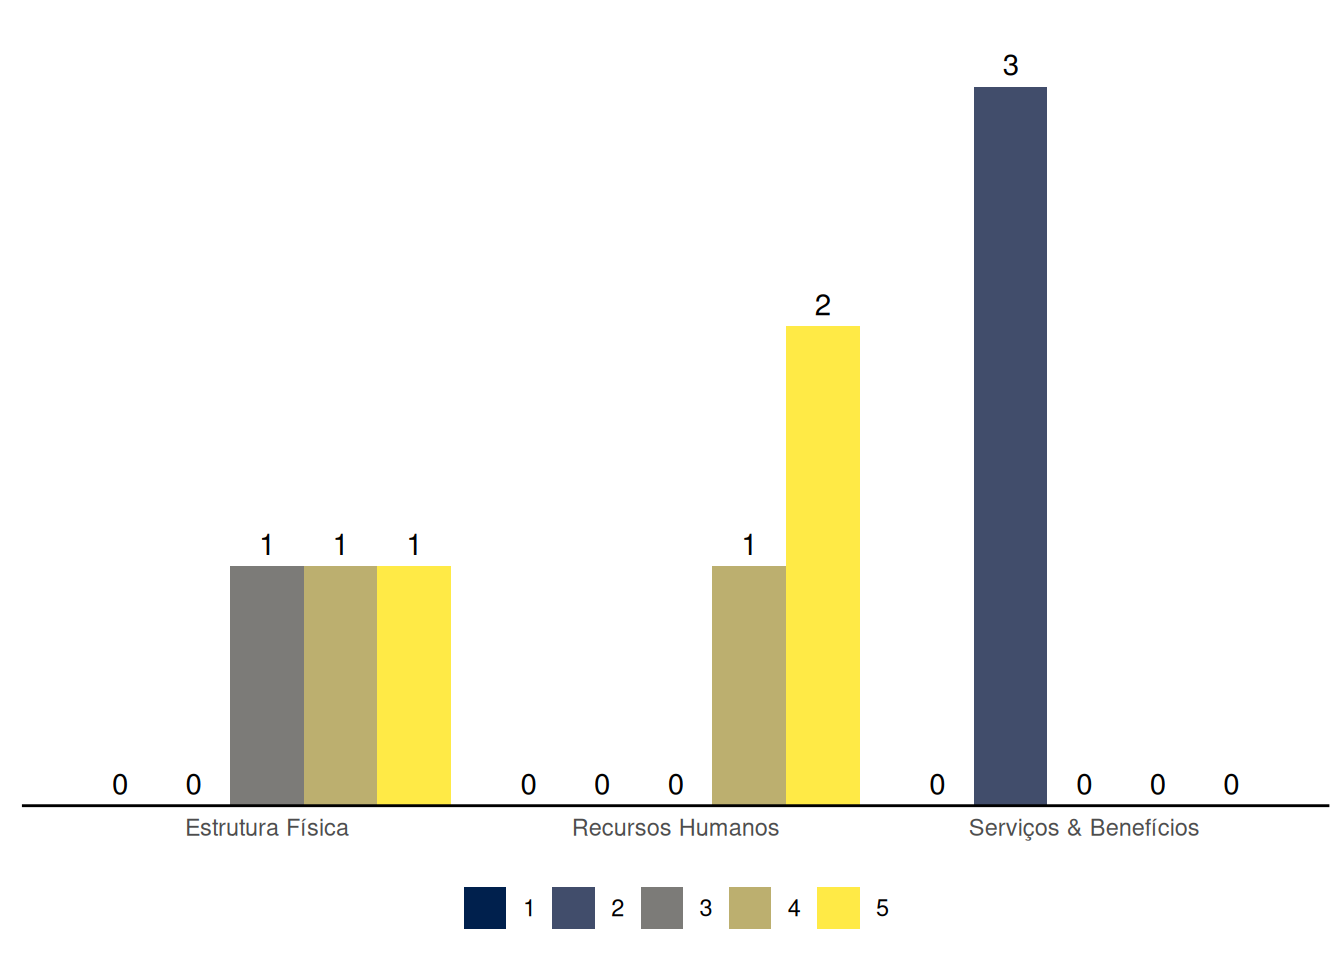 3
2
1 1 1 1
0 0 0 0 0 0 0 0 0
Estrutura Física Recursos Humanos Serviços & Benefícios
1 2 3 4 5